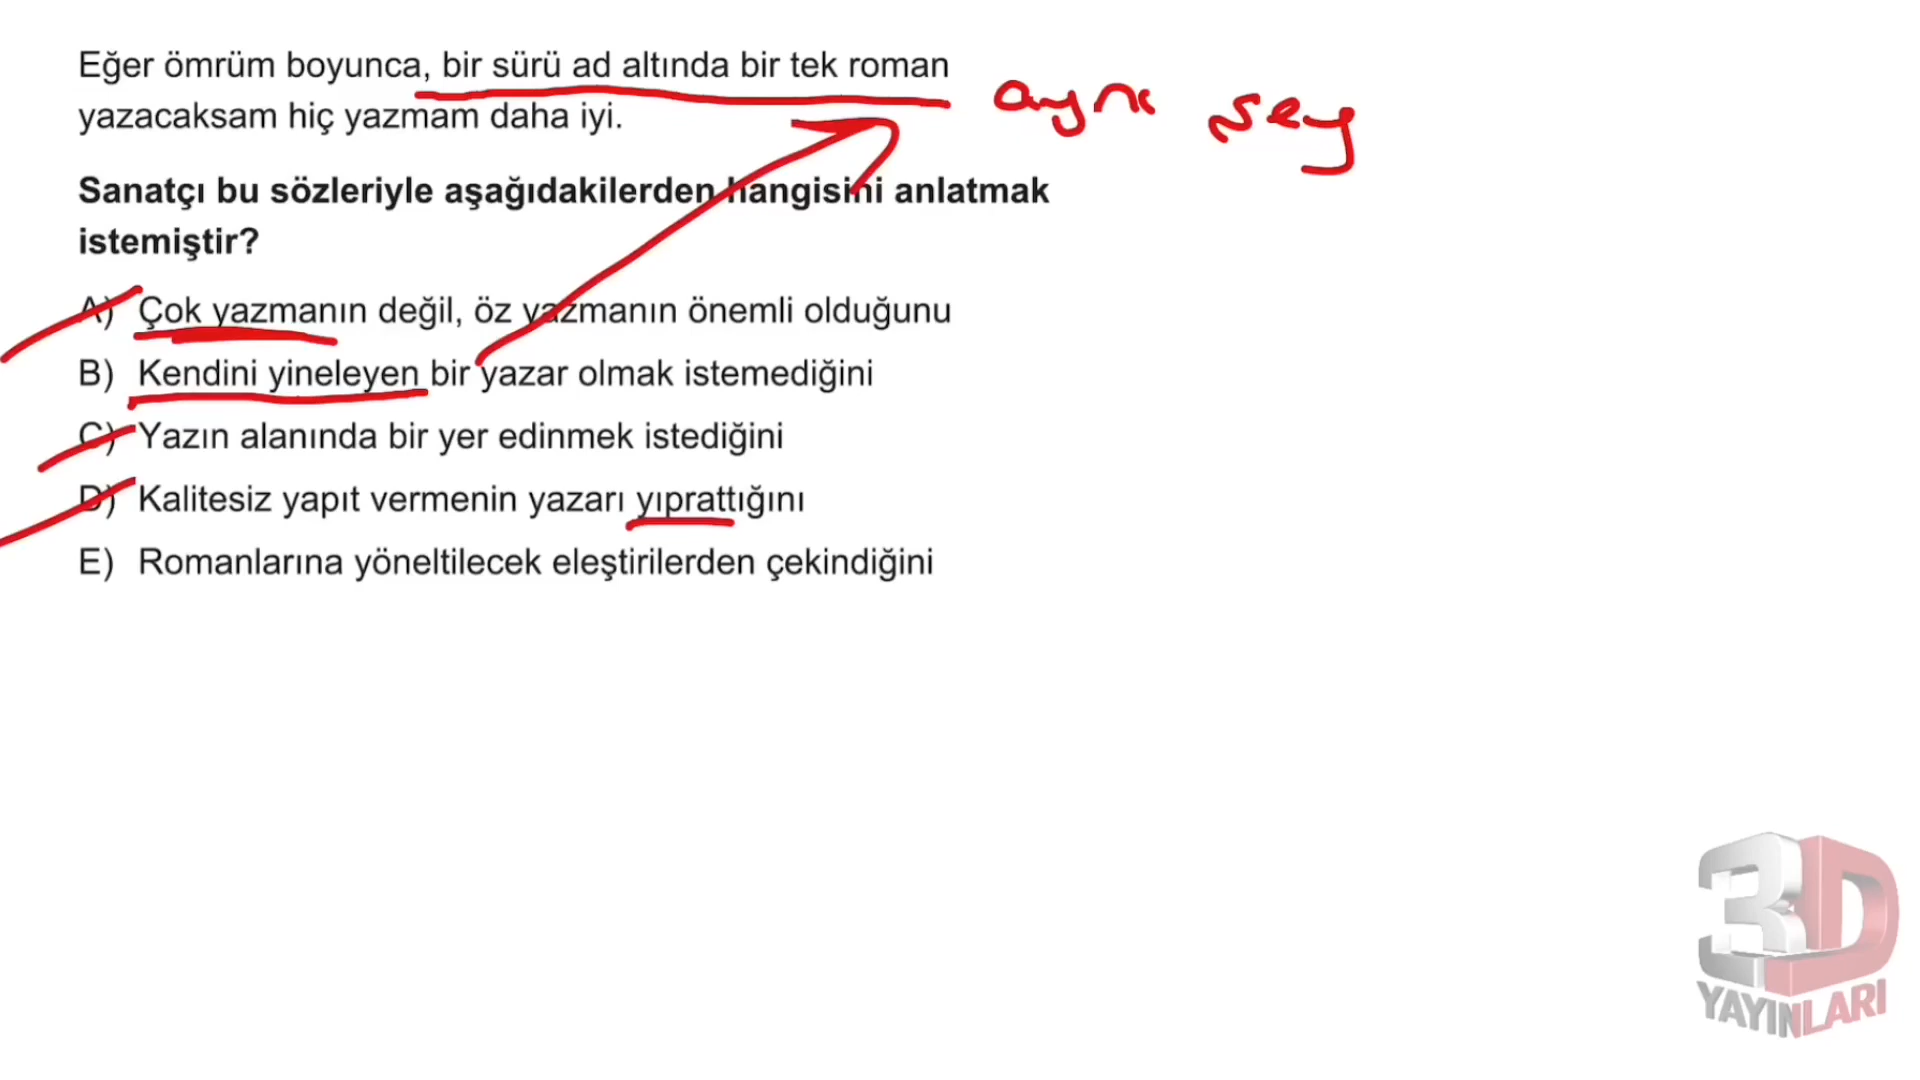 Eğer ömrüm boyunca, bir sürü ad altında bir tek roman
yazacaksam hiç yazmam daha iyi.
aynı şey
Sanatçı bu sözleriyle aşağıdakilerden hangisini anlatmak
istemiştir?
A) Çok yazmanın değil, öz yazmanın önemli olduğunu
B) Kendini yineleyen bir yazar olmak istemediğini
C) Yazın alanında bir yer edinmek istediğini
D) Kalitesiz yapıt vermenin yazarı yıprattığını
E) Romanlarına yöneltilecek eleştirilerden çekindiğini
3D
YAYINLARI